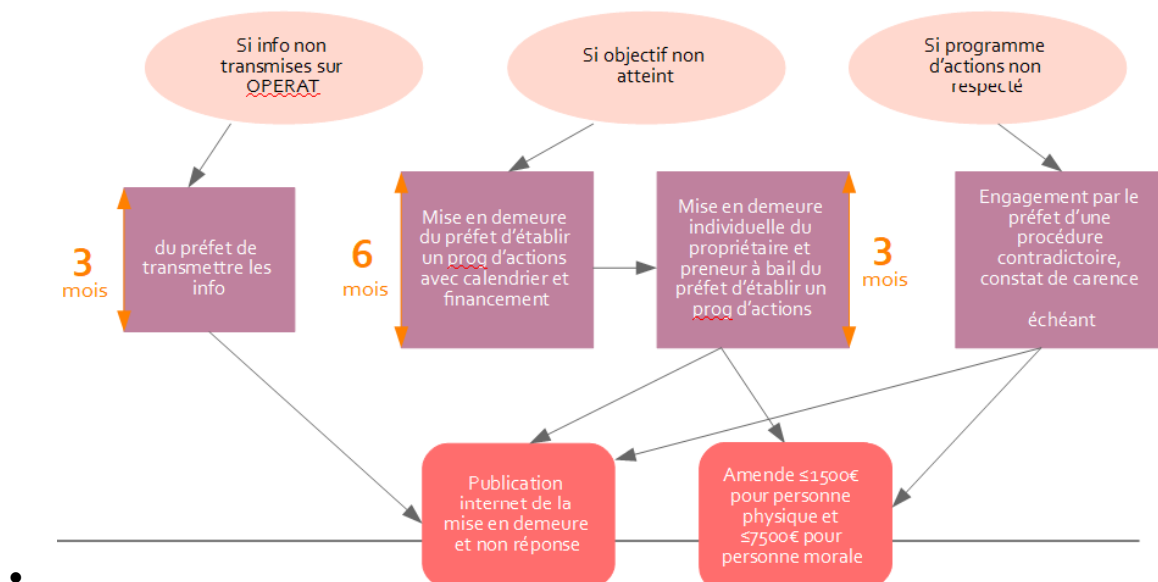 Si info non
transmises sur
OPERAT
Si objectif non
atteint
Si programme
d'actions non
respecté
3
mois
du préfet de
transmettre les
info
6
mois
Mise en demeure
du préfet d'établir
un prog d'actions
avec calendrier et
financement
Mise en demeure
individuelle du
propriétaire et
preneur à bail du
préfet d'établir un
prog d'actions
3
mois
Engagement par le
préfet d'une
procédure
contradictoire,
constat de carence
échéant
Publication
internet de la
mise en demeure
et non réponse
Amende ≤1500€
pour personne
physique et
≤7500€ pour
personne morale